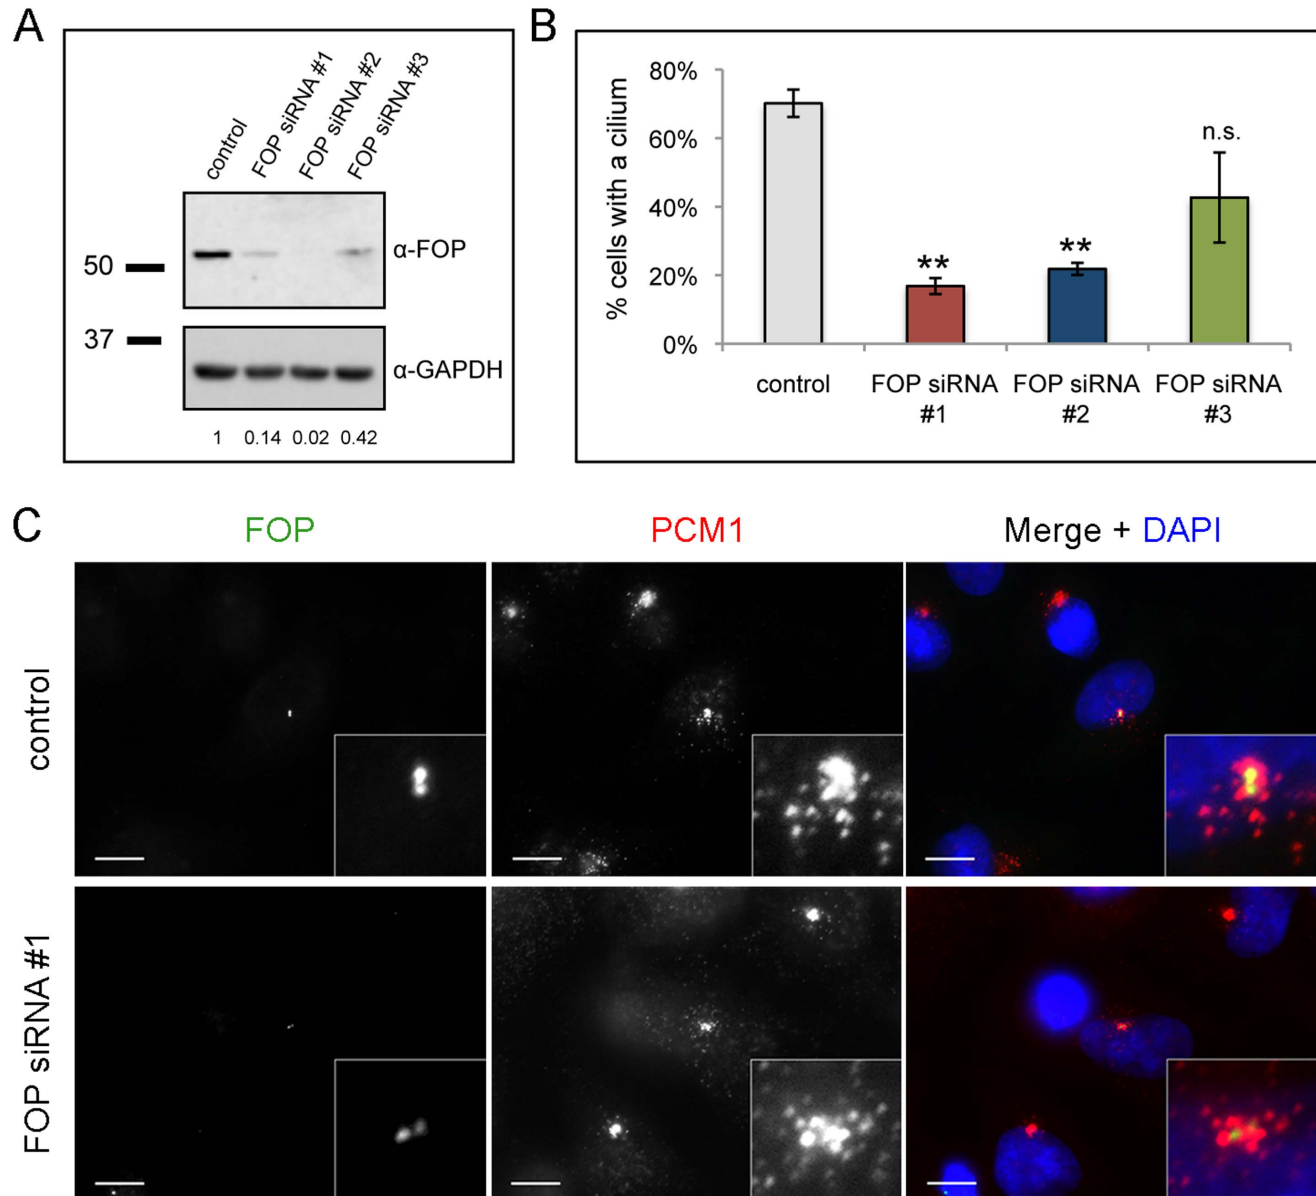 A
control
FOP siRNA #1
FOP siRNA #2
FOP siRNA #3
α-FOP
50
37
α-GAPDH
1 0.14 0.02 0.42
B
% cells with a cilium
80%
60%
40%
20%
0%
**
**
n.s.
control
FOP siRNA
#1
FOP siRNA
#2
FOP siRNA
#3
C
FOP
PCM1
Merge + DAPI
control
FOP siRNA #1